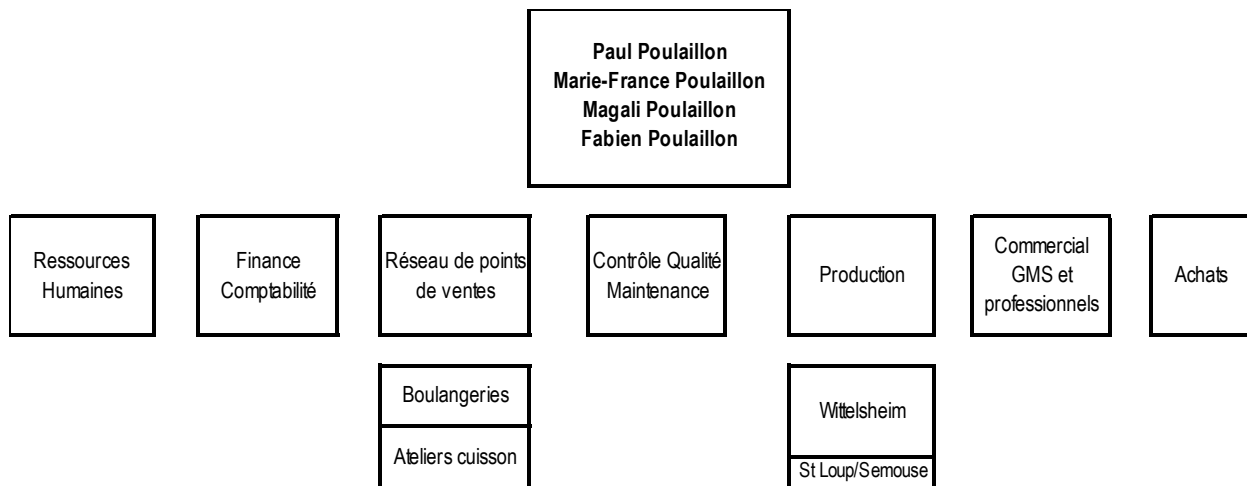 Paul Poulaillon
Marie-France Poulaillon
Magali Poulaillon
Fabien Poulaillon
Ressources
Humaines
Finance
Comptabilité
Réseau de points
de ventes
Contrôle Qualité
Maintenance
Production
Commercial
GMS et
professionnels
Achats
Boulangeries
Ateliers cuisson
Wittelsheim
St Loup/Semouse